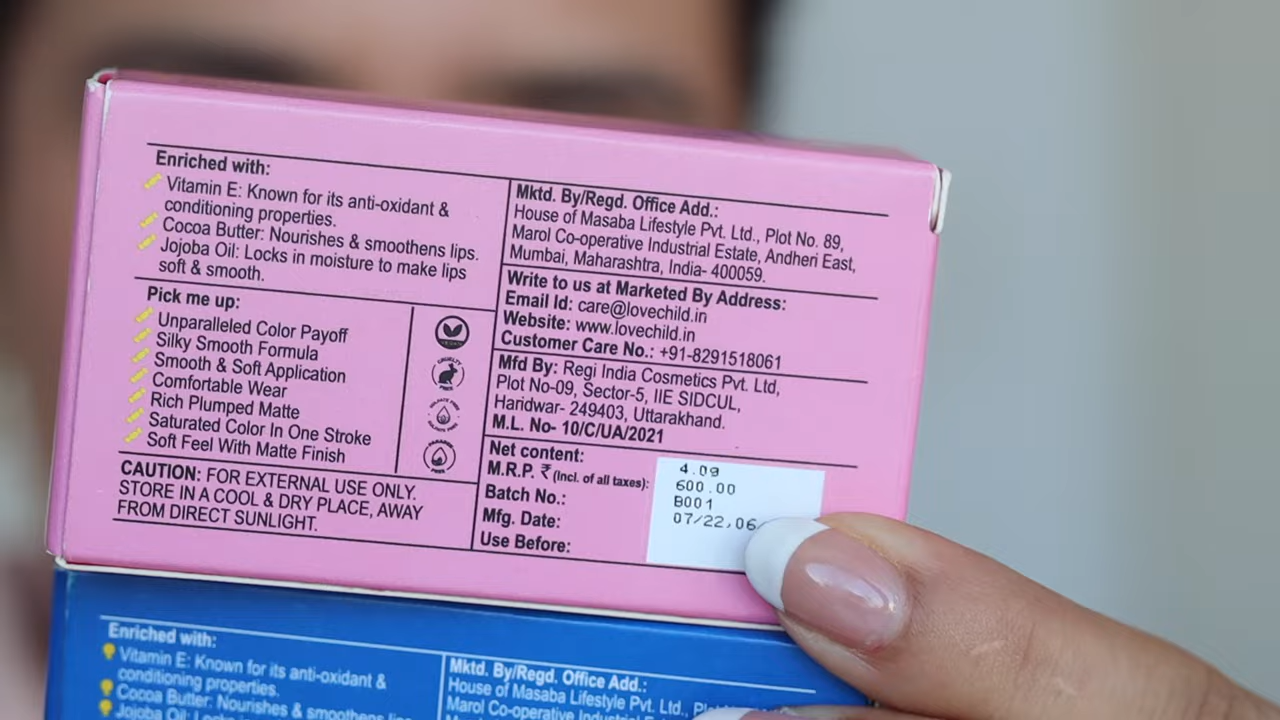 Enriched with:
Vitamin E: Known for its anti-oxidant &
conditioning properties.
Cocoa Butter: Nourishes & smoothens lips.
Jojoba Oil: Locks in moisture to make lips
soft & smooth.
Pick me up:
Unparalleled Color Payoff
Silky Smooth Formula
Smooth & Soft Application
Comfortable Wear
Rich Plumped Matte
Saturated Color In One Stroke
Soft Feel With Matte Finish
VEGAN
CRUELTY
FREE
PARABEN
FREE
CAUTION: FOR EXTERNAL USE ONLY.
STORE IN A COOL & DRY PLACE, AWAY
FROM DIRECT SUNLIGHT.
Mktd. By/Regd. Office Add.:
House of Masaba Lifestyle Pvt. Ltd., Plot No. 89,
Marol Co-operative Industrial Estate, Andheri East,
Mumbai, Maharashtra, India- 400059.
Write to us at Marketed By Address:
Email Id: care@lovechild.in
Website: www.lovechild.in
Customer Care No.: +91-8291518061
Mfd By: Regi India Cosmetics Pvt. Ltd,
Plot No-09, Sector-5, IIE SIDCUL,
Haridwar- 249403, Uttarakhand.
M.L. No- 10/C/UA/2021
Net content: 4.0g
M.R.P. ₹ (incl. of all taxes): 600.00
Batch No.: B001
Mfg. Date: 07/22,06
Use Before:
Enriched with:
Vitamin E: Known for its anti-oxidant &
conditioning properties.
Cocoa Butter: Nourishes & smoothens
Jojoba Oil:
Mktd. By/Regd. Office Add.:
House of Masaba Lifestyle Pvt. Ltd., Plot
Marol Co-operative Industrial